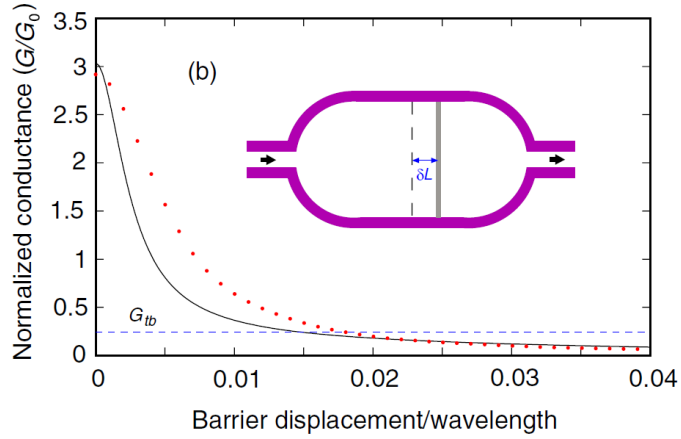 Normalized conductance (G/G₀)
3.5
3
2.5
2
1.5
1
0.5
0
(b)
δL
G_tb
0 0.01 0.02 0.03 0.04
Barrier displacement/wavelength